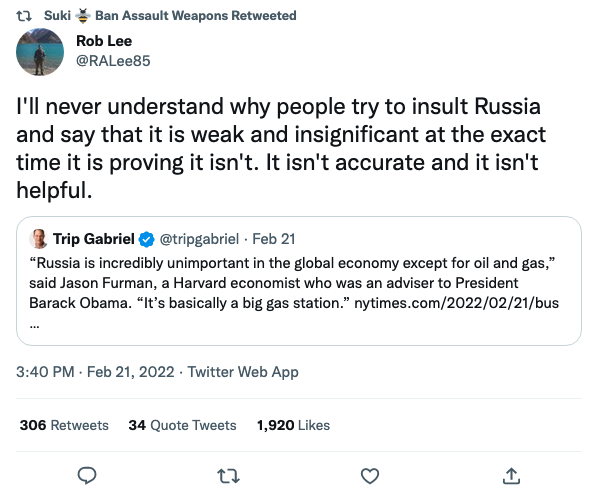 Suki 🐝 Ban Assault Weapons Retweeted
Rob Lee
@RALee85
I'll never understand why people try to insult Russia
and say that it is weak and insignificant at the exact
time it is proving it isn't. It isn't accurate and it isn't
helpful.
Trip Gabriel @tripgabriel · Feb 21
“Russia is incredibly unimportant in the global economy except for oil and gas,”
said Jason Furman, a Harvard economist who was an adviser to President
Barack Obama. “It’s basically a big gas station.” nytimes.com/2022/02/21/bus
...
3:40 PM · Feb 21, 2022 · Twitter Web App
306 Retweets 34 Quote Tweets 1,920 Likes